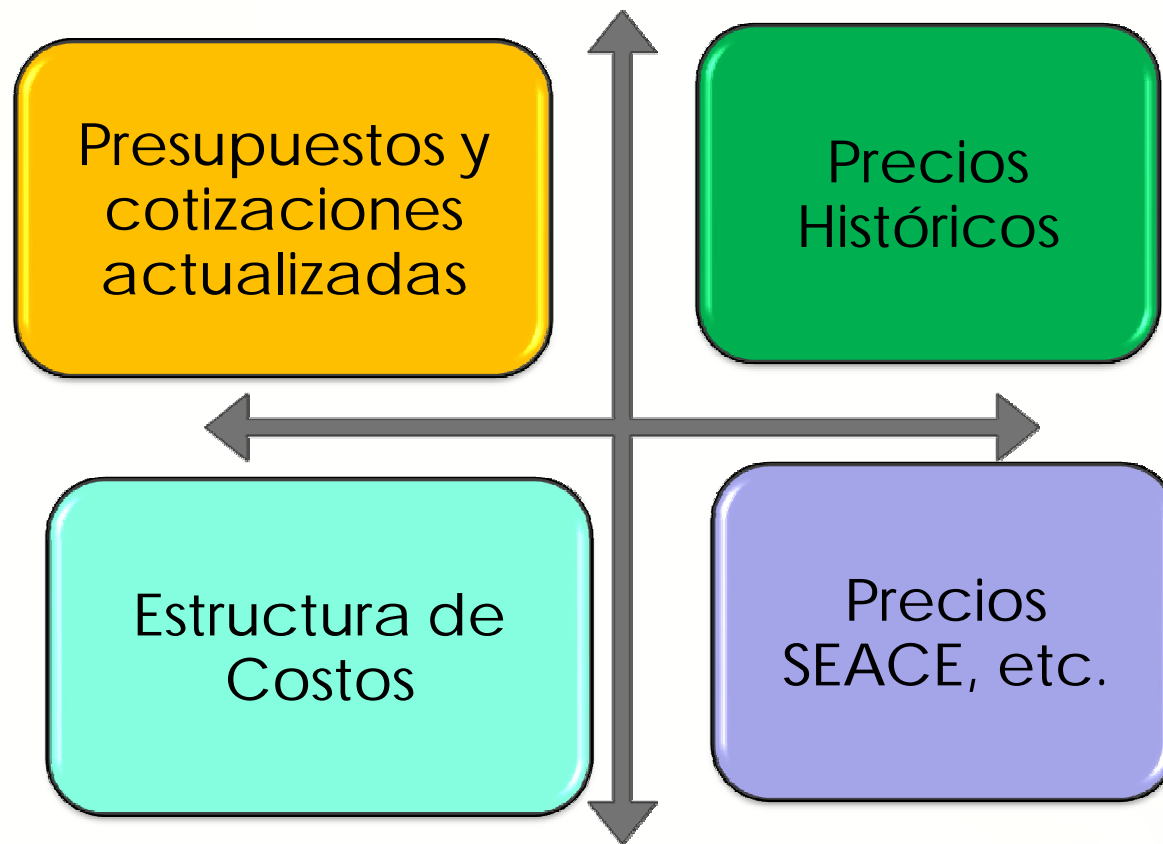 Presupuestos y
cotizaciones
actualizadas
Precios
Históricos
Estructura de
Costos
Precios
SEACE, etc.